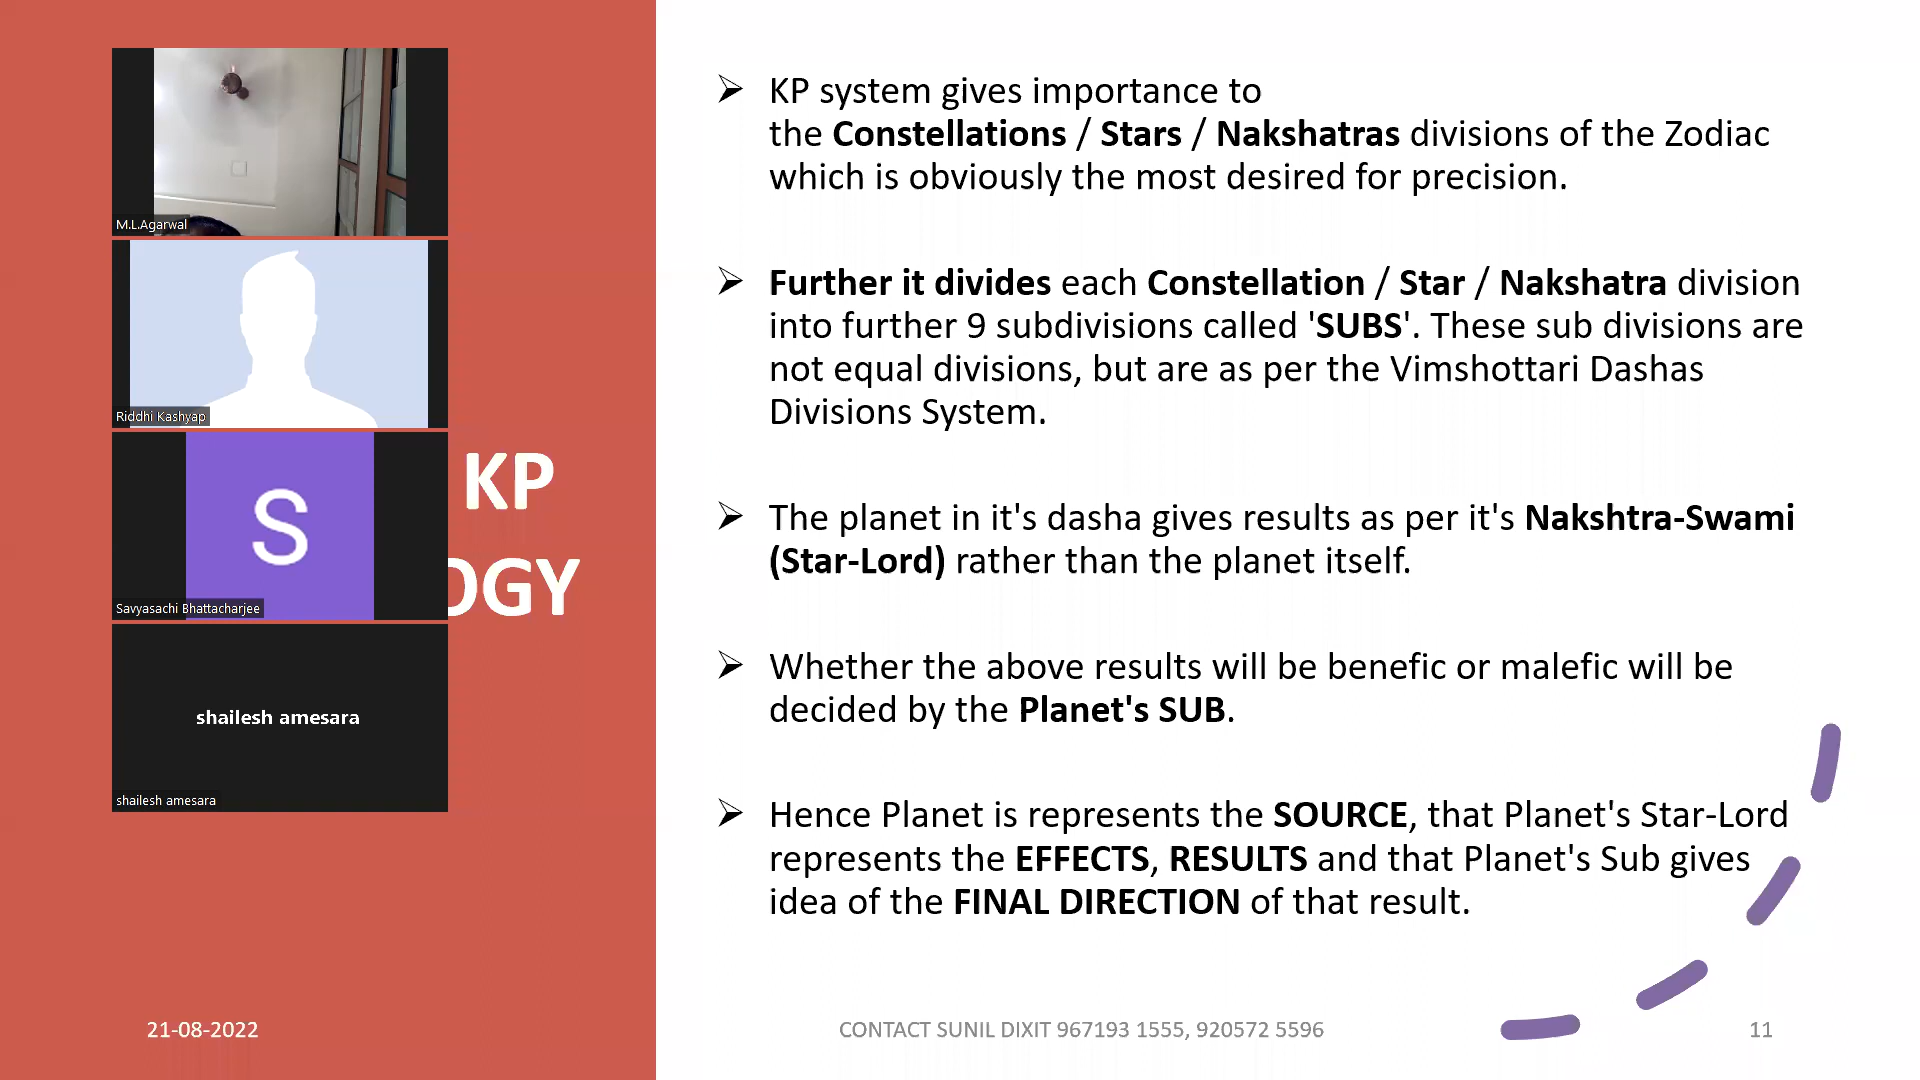 M.L.Agarwal
Riddhi Kashyap
S
Savyasachi Bhattacharjee
shailesh amesara
shailesh amesara
KP
OGY
➢ KP system gives importance to
the Constellations / Stars / Nakshatras divisions of the Zodiac
which is obviously the most desired for precision.
➢ Further it divides each Constellation / Star / Nakshatra division
into further 9 subdivisions called 'SUBS'. These sub divisions are
not equal divisions, but are as per the Vimshottari Dashas
Divisions System.
➢ The planet in it's dasha gives results as per it's Nakshtra-Swami
(Star-Lord) rather than the planet itself.
➢ Whether the above results will be benefic or malefic will be
decided by the Planet's SUB.
➢ Hence Planet is represents the SOURCE, that Planet's Star-Lord
represents the EFFECTS, RESULTS and that Planet's Sub gives
idea of the FINAL DIRECTION of that result.
21-08-2022
CONTACT SUNIL DIXIT 967193 1555, 920572 5596
11